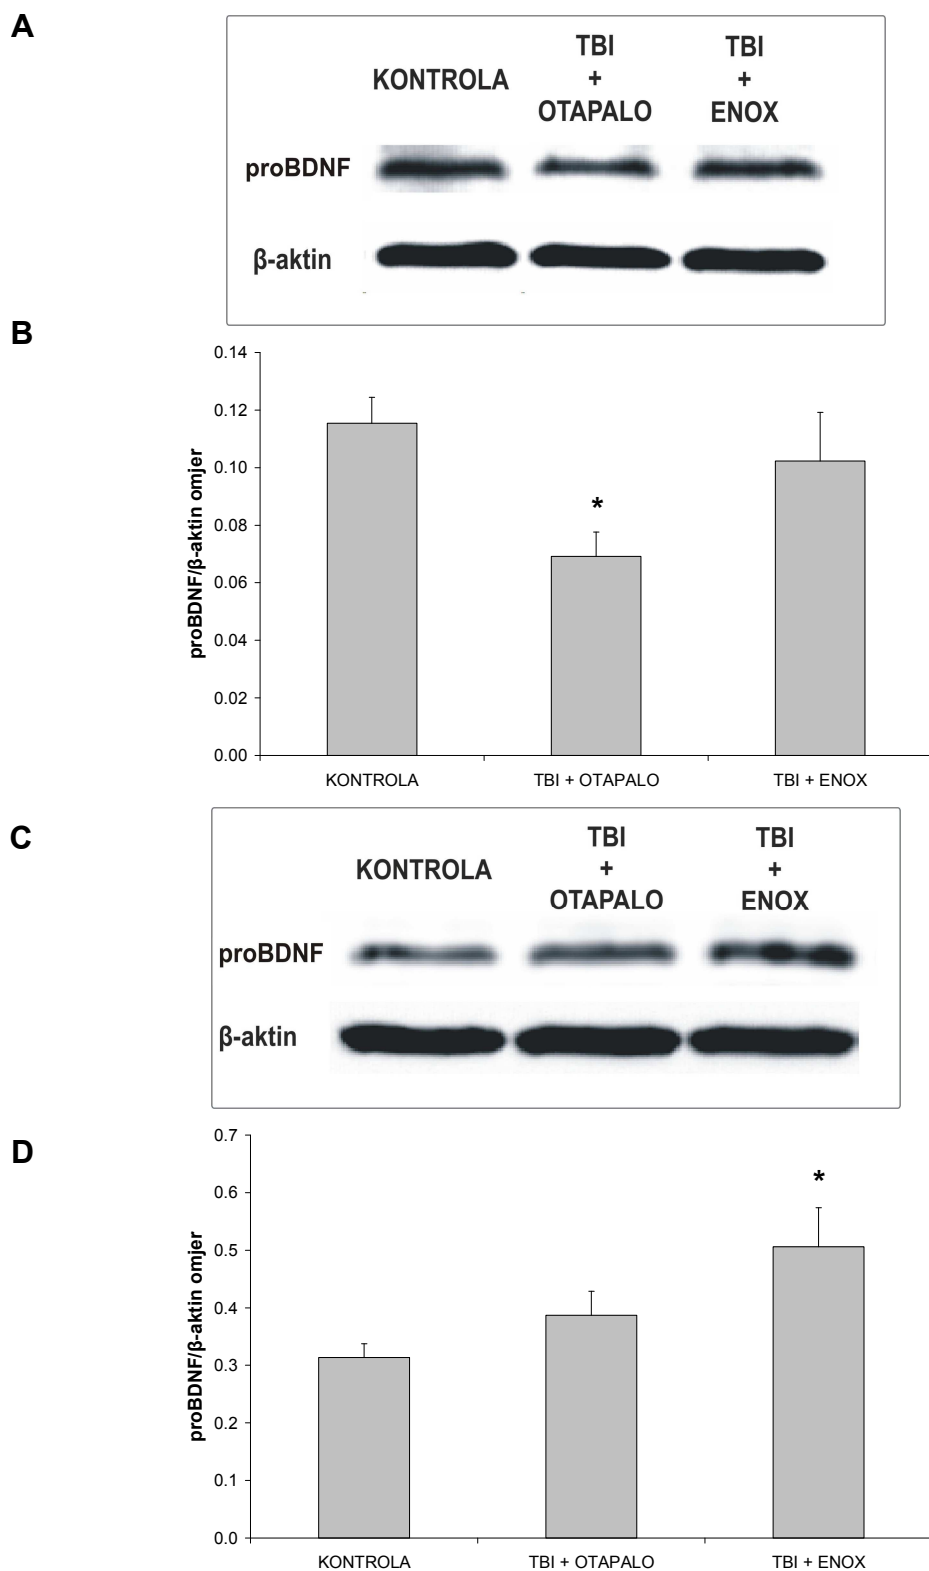 A
KONTROLA
TBI
+
OTAPALO
TBI
+
ENOX
proBDNF
β-aktin
B
proBDNF/β-aktin omjer
0.14
0.12
0.10
0.08
0.06
0.04
0.02
0.00
*
KONTROLA
TBI + OTAPALO
TBI + ENOX
C
KONTROLA
TBI
+
OTAPALO
TBI
+
ENOX
proBDNF
β-aktin
D
proBDNF/β-aktin omjer
0.7
0.6
0.5
0.4
0.3
0.2
0.1
0.0
*
KONTROLA
TBI + OTAPALO
TBI + ENOX